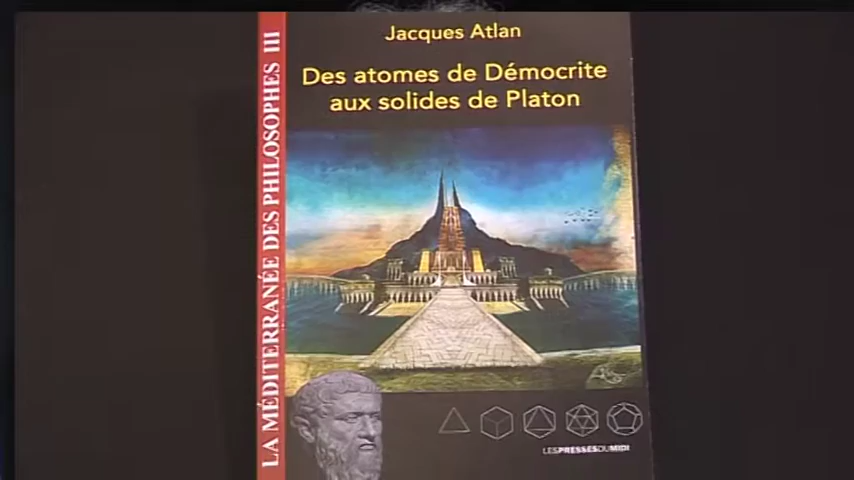 Jacques Atlan
Des atomes de Démocrite
aux solides de Platon
LA MÉDITERRANÉE DES PHILOSOPHES III
LESPRESSESDUMIDI